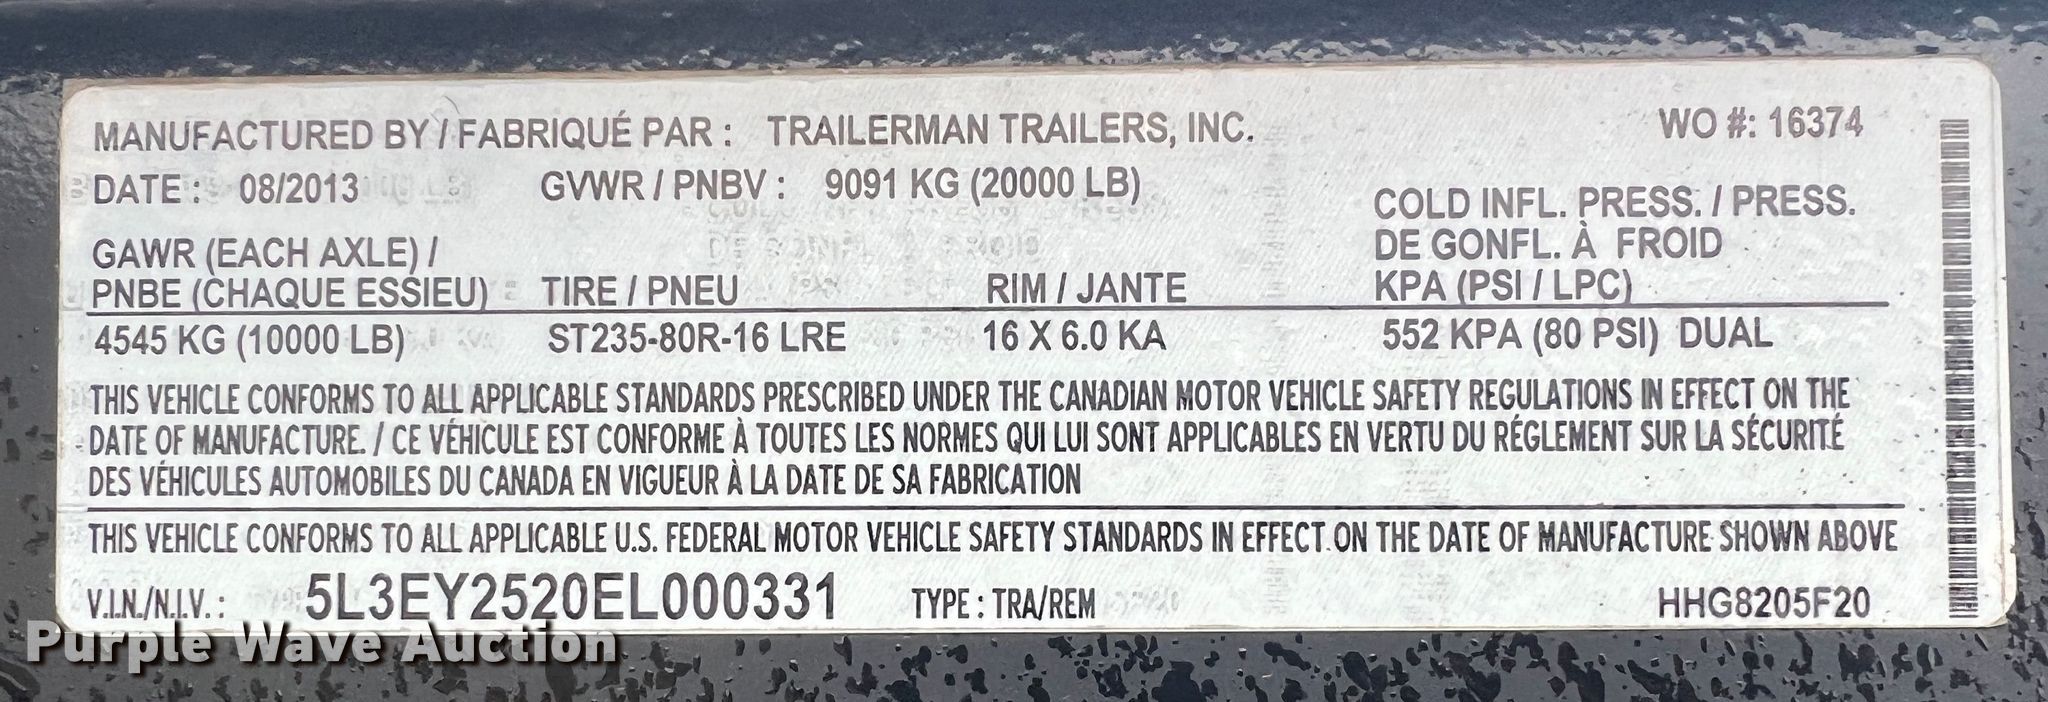 MANUFACTURED BY / FABRIQUÉ PAR : TRAILERMAN TRAILERS, INC. WO #: 16374
DATE : 08/2013 GVWR / PNBV : 9091 KG (20000 LB)
COLD INFL. PRESS. / PRESS.
GAWR (EACH AXLE) / DE GONFL. À FROID
PNBE (CHAQUE ESSIEU) TIRE / PNEU RIM / JANTE KPA (PSI / LPC)
4545 KG (10000 LB) ST235-80R-16 LRE 16 X 6.0 KA 552 KPA (80 PSI) DUAL
THIS VEHICLE CONFORMS TO ALL APPLICABLE STANDARDS PRESCRIBED UNDER THE CANADIAN MOTOR VEHICLE SAFETY REGULATIONS IN EFFECT ON THE
DATE OF MANUFACTURE. / CE VÉHICULE EST CONFORME À TOUTES LES NORMES QUI LUI SONT APPLICABLES EN VERTU DU RÉGLEMENT SUR LA SÉCURITÉ
DES VÉHICULES AUTOMOBILES DU CANADA EN VIGUEUR À LA DATE DE SA FABRICATION
THIS VEHICLE CONFORMS TO ALL APPLICABLE U.S. FEDERAL MOTOR VEHICLE SAFETY STANDARDS IN EFFECT ON THE DATE OF MANUFACTURE SHOWN ABOVE
V.I.N./N.I.V. : 5L3EY2520EL000331 TYPE : TRA/REM HHG8205F20
Purple Wave Auction